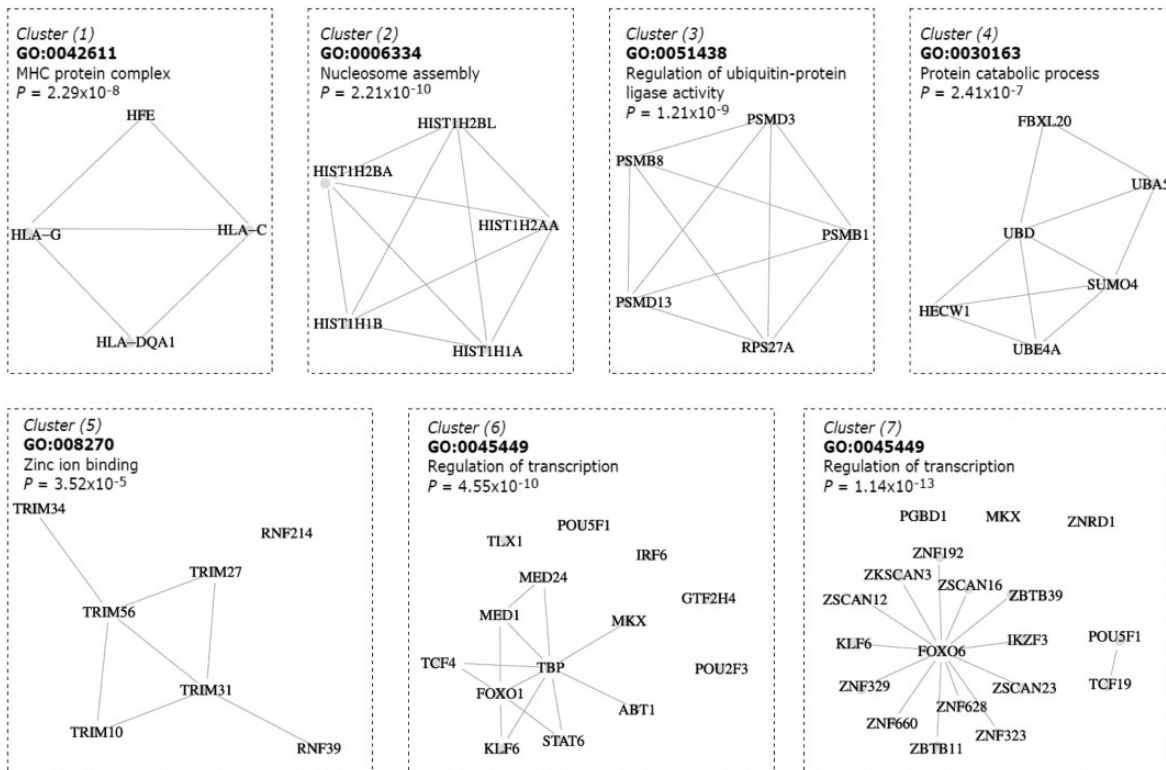 Cluster (1)
GO:0042611
MHC protein complex
P = 2.29x10-8
HFE
HLA-G
HLA-C
HLA-DQA1
Cluster (2)
GO:0006334
Nucleosome assembly
P = 2.21x10-10
HIST1H2BL
HIST1H2BA
HIST1H2AA
HIST1H1B
HIST1H1A
Cluster (3)
GO:0051438
Regulation of ubiquitin-protein
ligase activity
P = 1.21x10-9
PSMD3
PSMB8
PSMB1
PSMD13
RPS27A
Cluster (4)
GO:0030163
Protein catabolic process
P = 2.41x10-7
FBXL20
UBA5
UBD
SUMO4
HECW1
UBE4A
Cluster (5)
GO:008270
Zinc ion binding
P = 3.52x10-5
TRIM34
RNF214
TRIM27
TRIM56
TRIM31
TRIM10
RNF39
Cluster (6)
GO:0045449
Regulation of transcription
P = 4.55x10-10
POU5F1
TLX1
IRF6
MED24
GTF2H4
MED1
MKX
TCF4
TBP
POU2F3
FOXO1
ABT1
KLF6
STAT6
Cluster (7)
GO:0045449
Regulation of transcription
P = 1.14x10-13
PGBD1
MKX
ZNRD1
ZNF192
ZKSCAN3
ZSCAN16
ZSCAN12
ZBTB39
KLF6
IKZF3
POU5F1
FOXO6
ZNF329
ZSCAN23
TCF19
ZNF628
ZNF660
ZNF323
ZBTB11